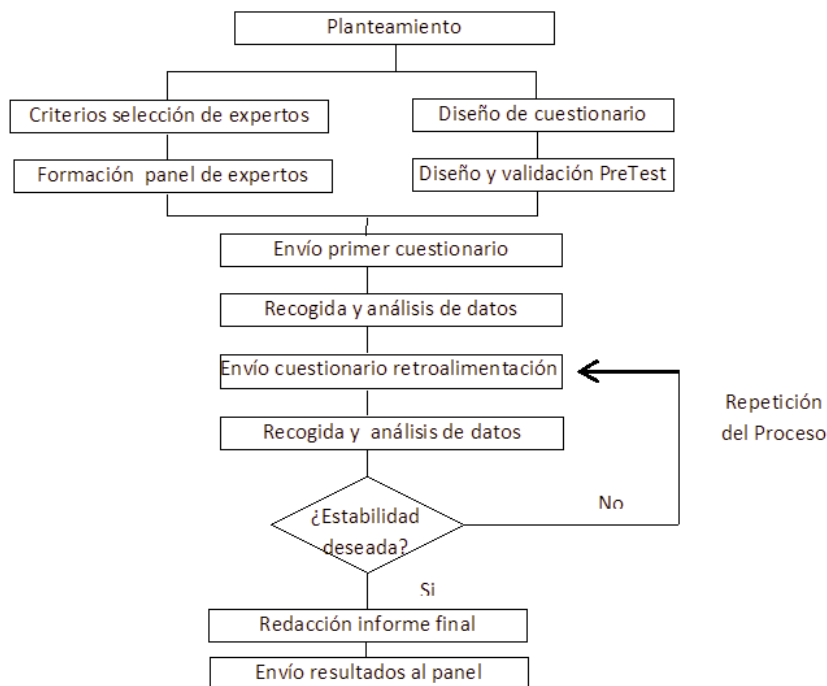 Planteamiento
Criterios selección de expertos
Diseño de cuestionario
Formación panel de expertos
Diseño y validación PreTest
Envío primer cuestionario
Recogida y análisis de datos
Envío cuestionario retroalimentación
Repetición
del Proceso
Recogida y análisis de datos
¿Estabilidad
deseada?
No
Si
Redacción informe final
Envío resultados al panel